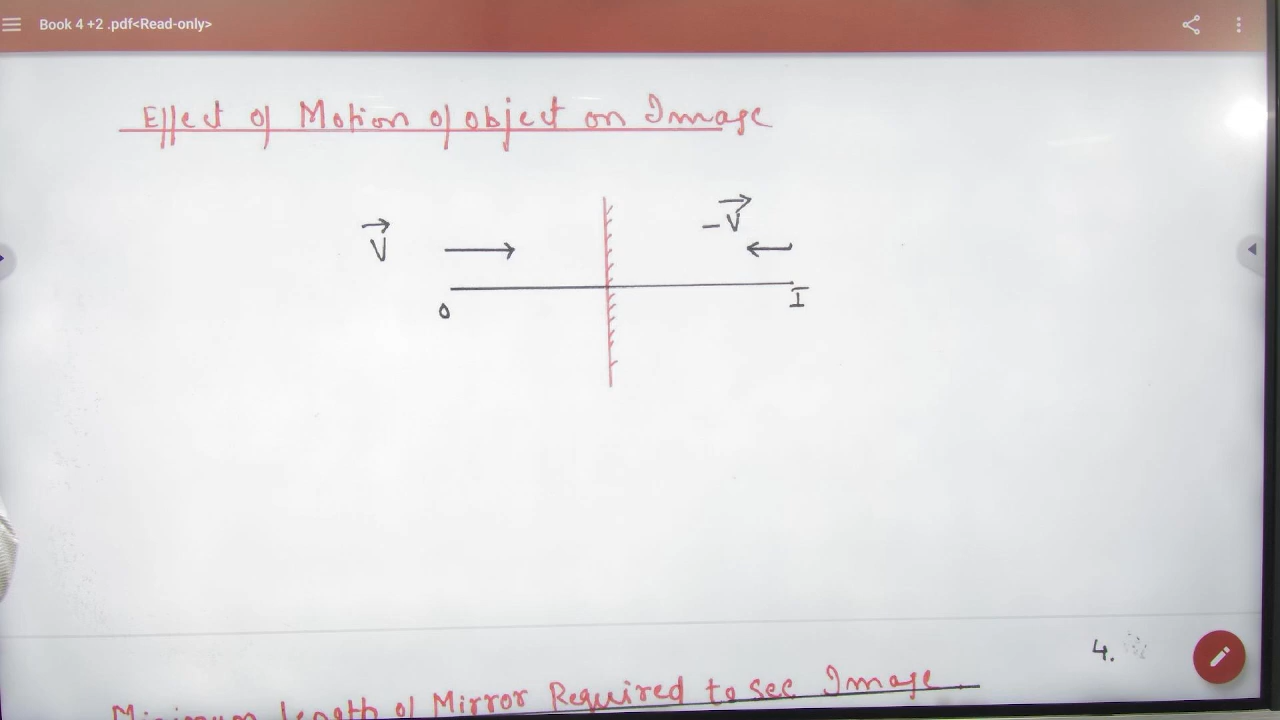 Book 4 +2 .pdf<Read-only>
Effect of Motion of object on Image
V -V
O I
4.
Minimum length of Mirror Required to see Image